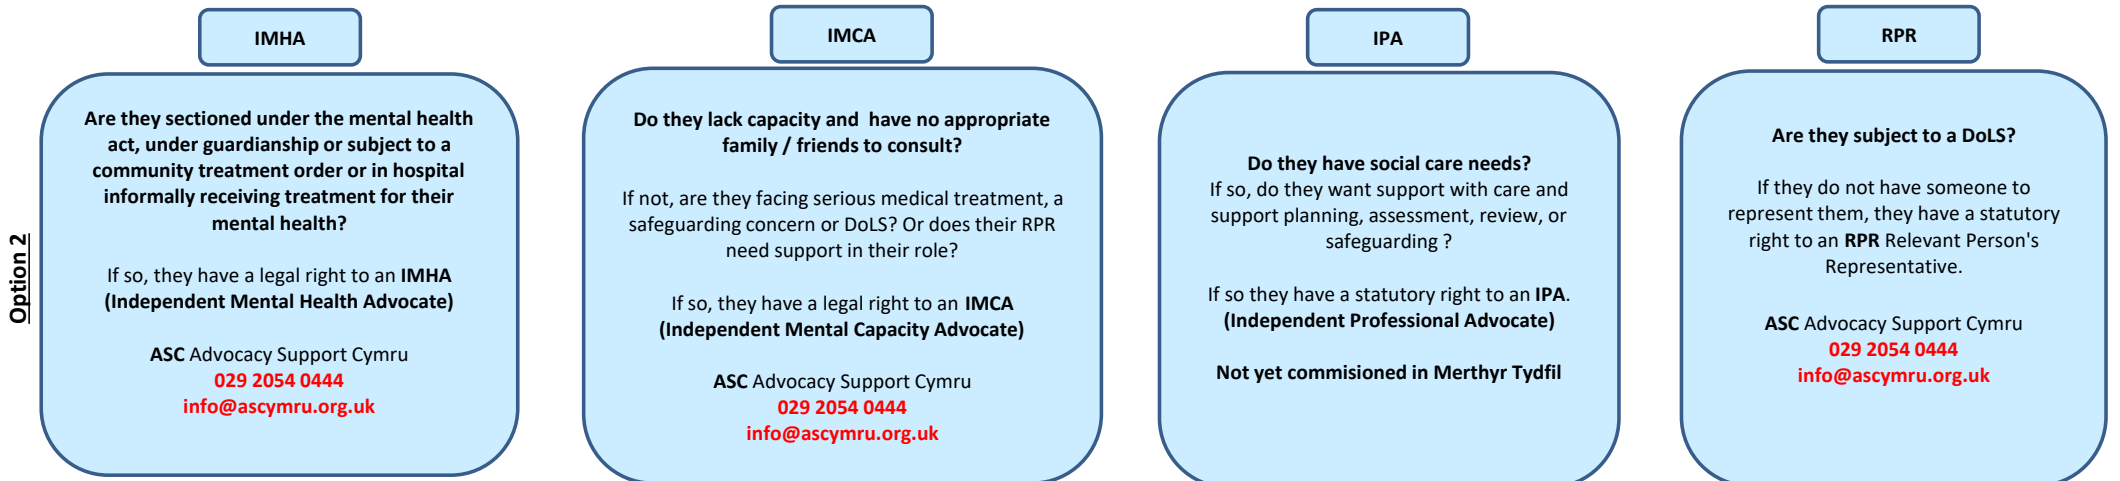 Option 2
IMHA
Are they sectioned under the mental health
act, under guardianship or subject to a
community treatment order or in hospital
informally receiving treatment for their
mental health?
If so, they have a legal right to an IMHA
(Independent Mental Health Advocate)
ASC Advocacy Support Cymru
029 2054 0444
info@ascymru.org.uk
IMCA
Do they lack capacity and have no appropriate
family / friends to consult?
If not, are they facing serious medical treatment, a
safeguarding concern or DoLS? Or does their RPR
need support in their role?
If so, they have a legal right to an IMCA
(Independent Mental Capacity Advocate)
ASC Advocacy Support Cymru
029 2054 0444
info@ascymru.org.uk
IPA
Do they have social care needs?
If so, do they want support with care and
support planning, assessment, review, or
safeguarding ?
If so they have a statutory right to an IPA.
(Independent Professional Advocate)
Not yet commisioned in Merthyr Tydfil
RPR
Are they subject to a DoLS?
If they do not have someone to
represent them, they have a statutory
right to an RPR Relevant Person's
Representative.
ASC Advocacy Support Cymru
029 2054 0444
info@ascymru.org.uk